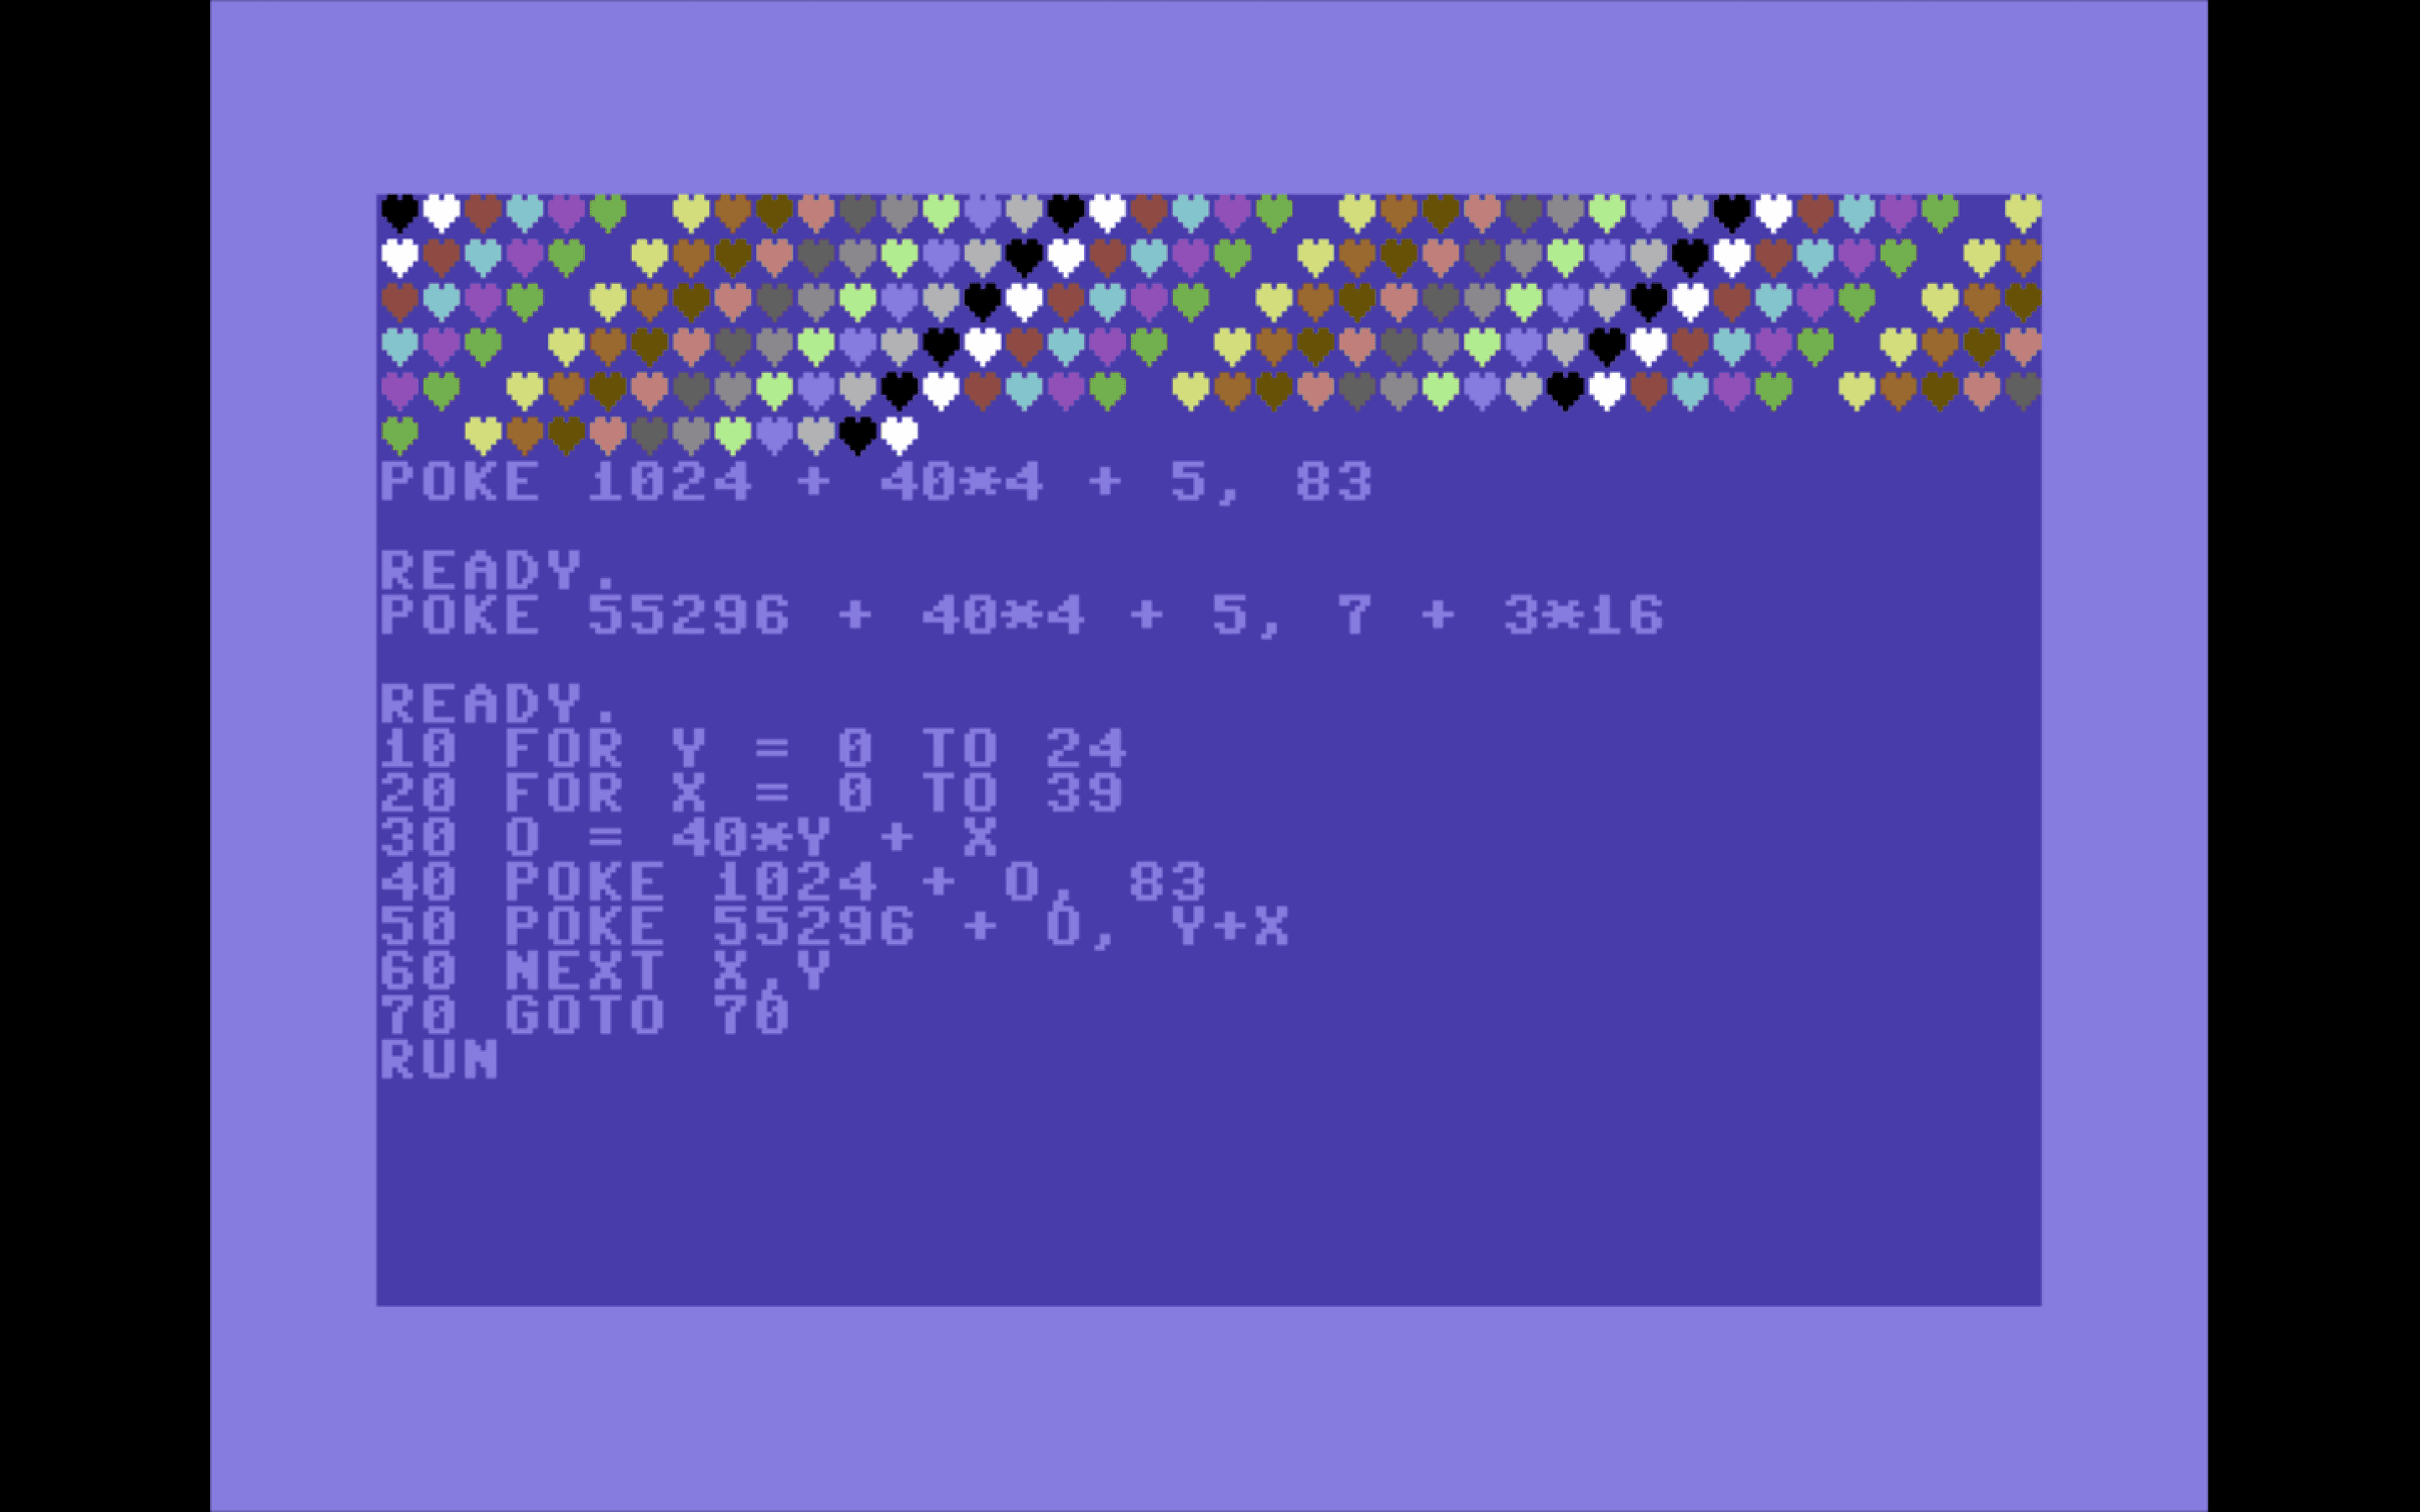 POKE 1024 + 40*4 + 5, 83
READY.
POKE 55296 + 40*4 + 5, 7 + 3*16
READY.
10 FOR Y = 0 TO 24
20 FOR X = 0 TO 39
30 O = 40*Y + X
40 POKE 1024 + O, 83
50 POKE 55296 + O, Y+X
60 NEXT X,Y
70 GOTO 70
RUN